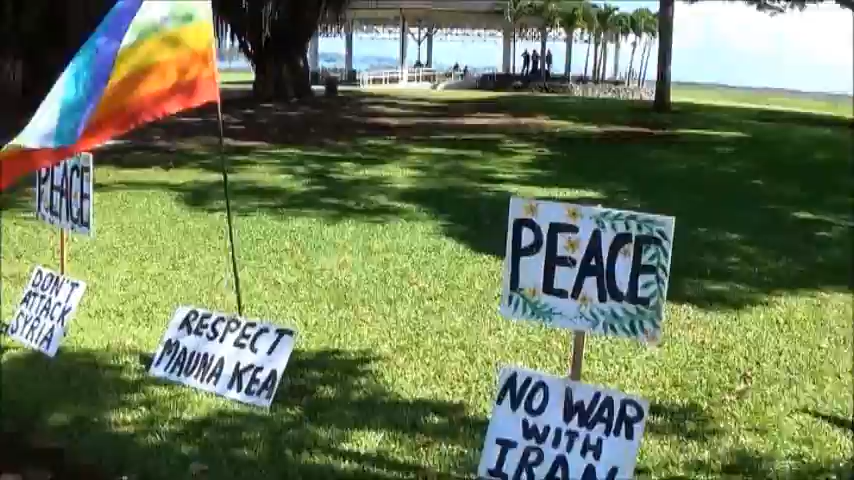 PEACE
DON'T
ATTACK
SYRIA
RESPECT
MAUNA KEA
PEACE
NO WAR
WITH
IRAN